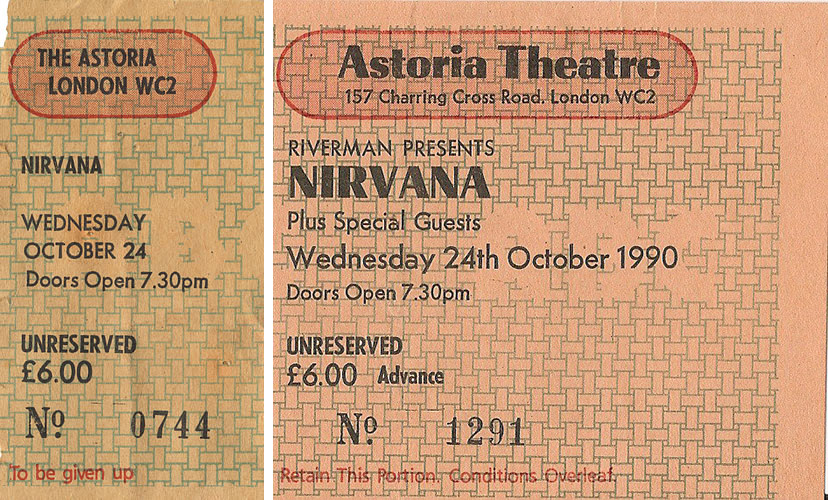 THE ASTORIA
LONDON WC2
NIRVANA
WEDNESDAY
OCTOBER 24
Doors Open 7.30pm
UNRESERVED
£6.00
Nº 0744
To be given up
Astoria Theatre
157 Charring Cross Road. London WC2
RIVERMAN PRESENTS
NIRVANA
Plus Special Guests
Wednesday 24th October 1990
Doors Open 7.30pm
UNRESERVED
£6.00 Advance
Nº 1291
Retain This Portion. Conditions Overleaf.